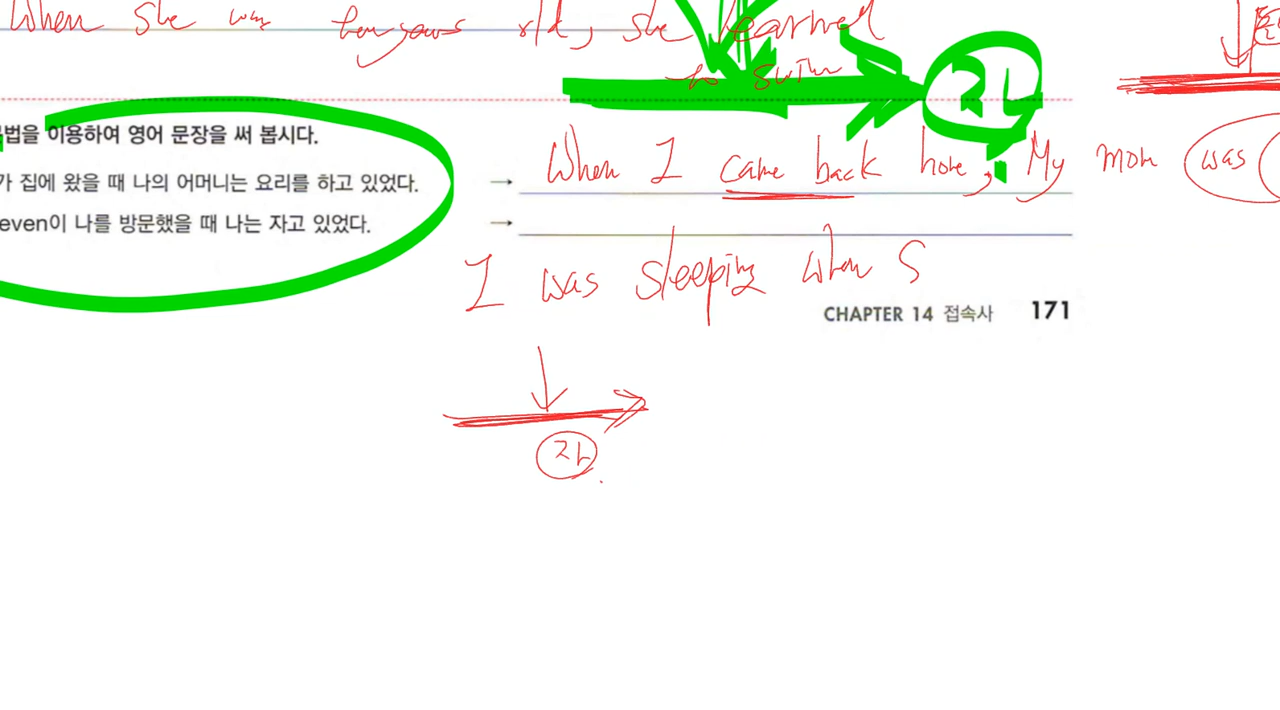 When she was years old, she learned
to swim
법을 이용하여 영어 문장을 써 봅시다.
가 집에 왔을 때 나의 어머니는 요리를 하고 있었다. → When I came back home, My mom was
even이 나를 방문했을 때 나는 자고 있었다. →
I was sleeping when S
CHAPTER 14 접속사 171
자